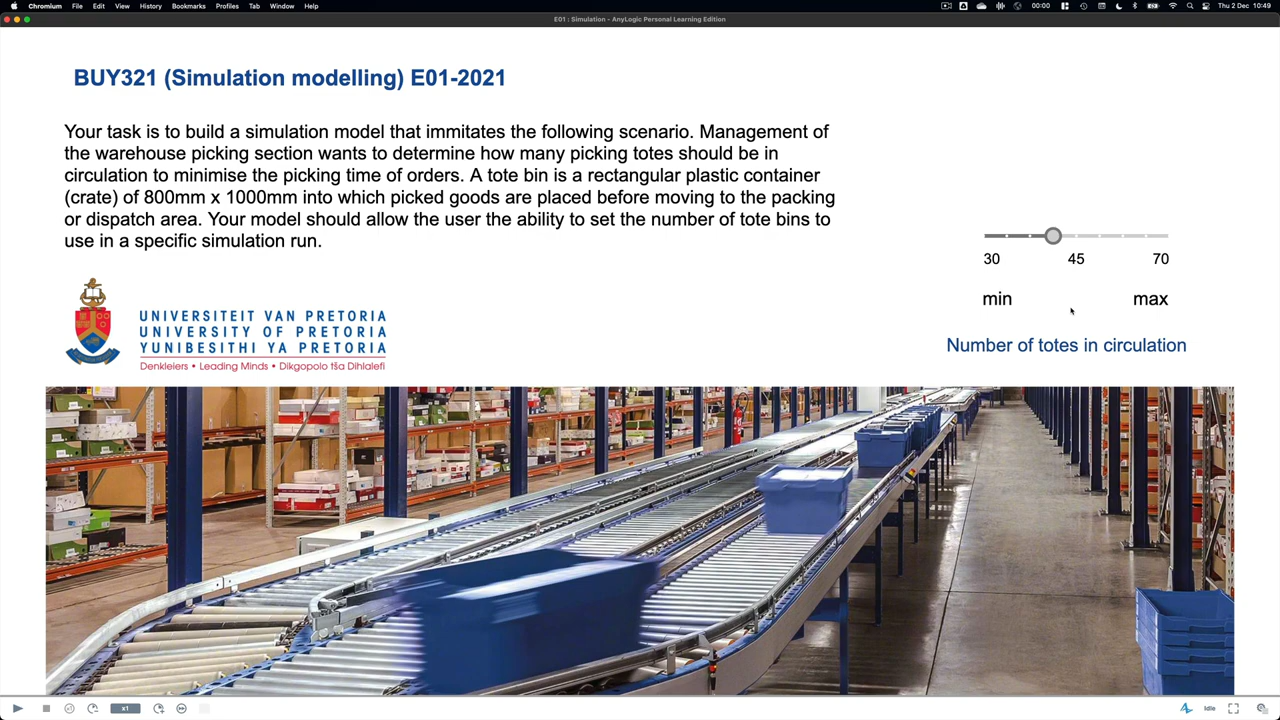 Chromium File Edit View History Bookmarks Profiles Tab Window Help 00:00 Thu 2 Dec 10:49
E01 : Simulation - AnyLogic Personal Learning Edition
BUY321 (Simulation modelling) E01-2021
Your task is to build a simulation model that immitates the following scenario. Management of
the warehouse picking section wants to determine how many picking totes should be in
circulation to minimise the picking time of orders. A tote bin is a rectangular plastic container
(crate) of 800mm x 1000mm into which picked goods are placed before moving to the packing
or dispatch area. Your model should allow the user the ability to set the number of tote bins to
use in a specific simulation run.
30 45 70
min max
Number of totes in circulation
UNIVERSITEIT VAN PRETORIA
UNIVERSITY OF PRETORIA
YUNIBESITHI YA PRETORIA
Denkleiers • Leading Minds • Dikgopolo tša Dihlalefi
x1 Idle